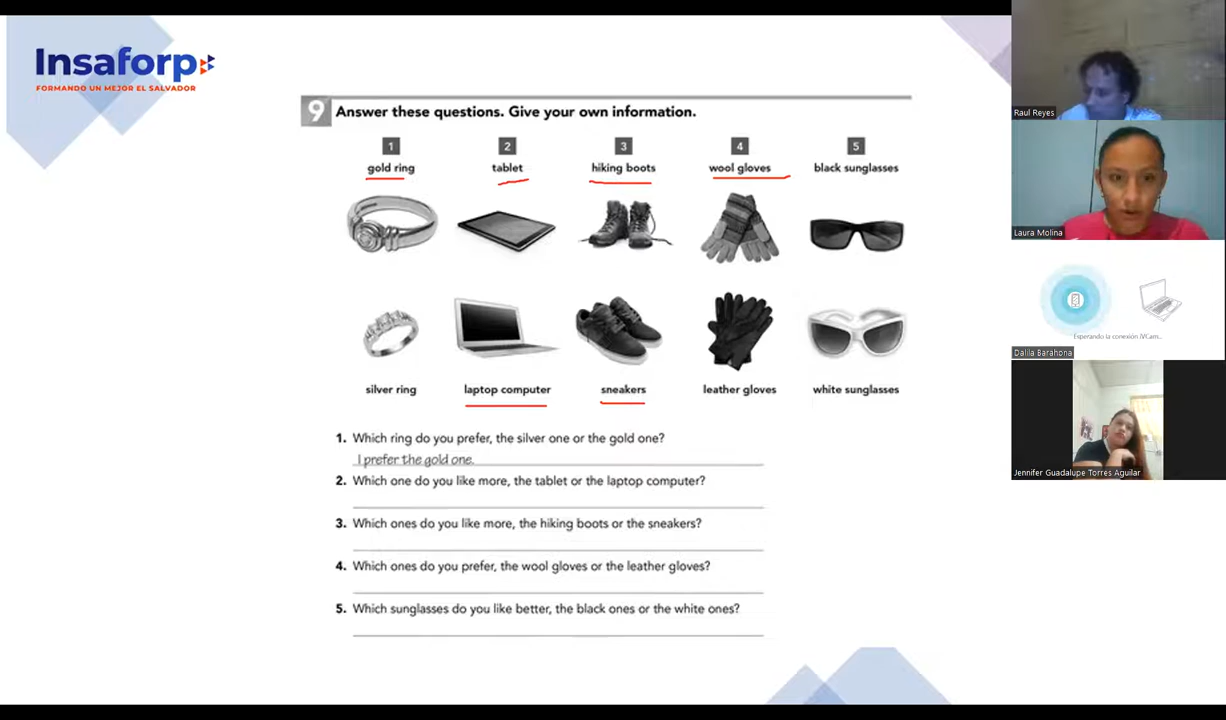 Insaforp
FORMANDO UN MEJOR EL SALVADOR
9 Answer these questions. Give your own information.
1 2 3 4 5
gold ring tablet hiking boots wool gloves black sunglasses
silver ring laptop computer sneakers leather gloves white sunglasses
1. Which ring do you prefer, the silver one or the gold one?
I prefer the gold one.
2. Which one do you like more, the tablet or the laptop computer?
3. Which ones do you like more, the hiking boots or the sneakers?
4. Which ones do you prefer, the wool gloves or the leather gloves?
5. Which sunglasses do you like better, the black ones or the white ones?
Raul Reyes
Laura Molina
Esperando la conexión iVCam...
Dalila Barahona
Jennifer Guadalupe Torres Aguilar